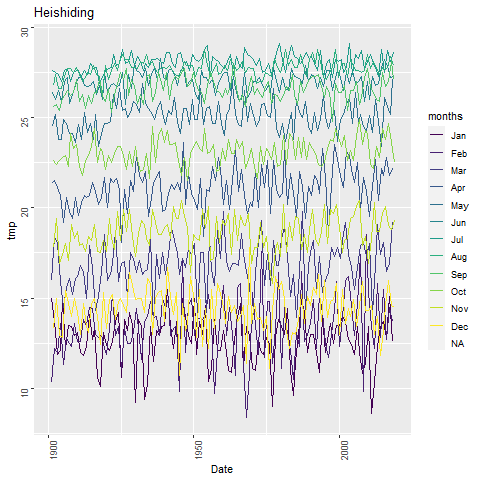 Heishiding
30
25
20
15
10
tmp
1900
1950
2000
Date
months
Jan
Feb
Mar
Apr
May
Jun
Jul
Aug
Sep
Oct
Nov
Dec
NA